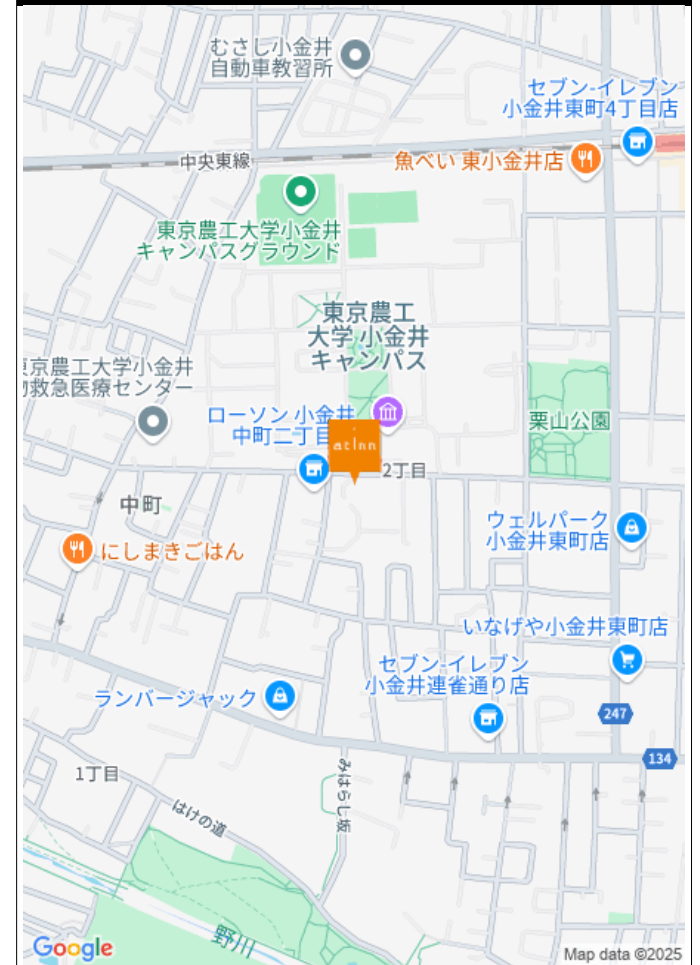 むさし小金井
自動車教習所
セブン-イレブン
小金井東町4丁目店
中央東線
魚べい 東小金井店
東京農工大学小金井
キャンパスグラウンド
東京農工
大学 小金井
キャンパス
京農工大学小金井
救急医療センター
ローソン 小金井
中町二丁目
atInn
栗山公園
2丁目
中町
ウェルパーク
小金井東町店
にしまきごはん
いなげや小金井東町店
セブン-イレブン
小金井連雀通り店
ランバージャック
247
134
1丁目
みはらし坂
はけの道
野川
Google
Map data ©2025